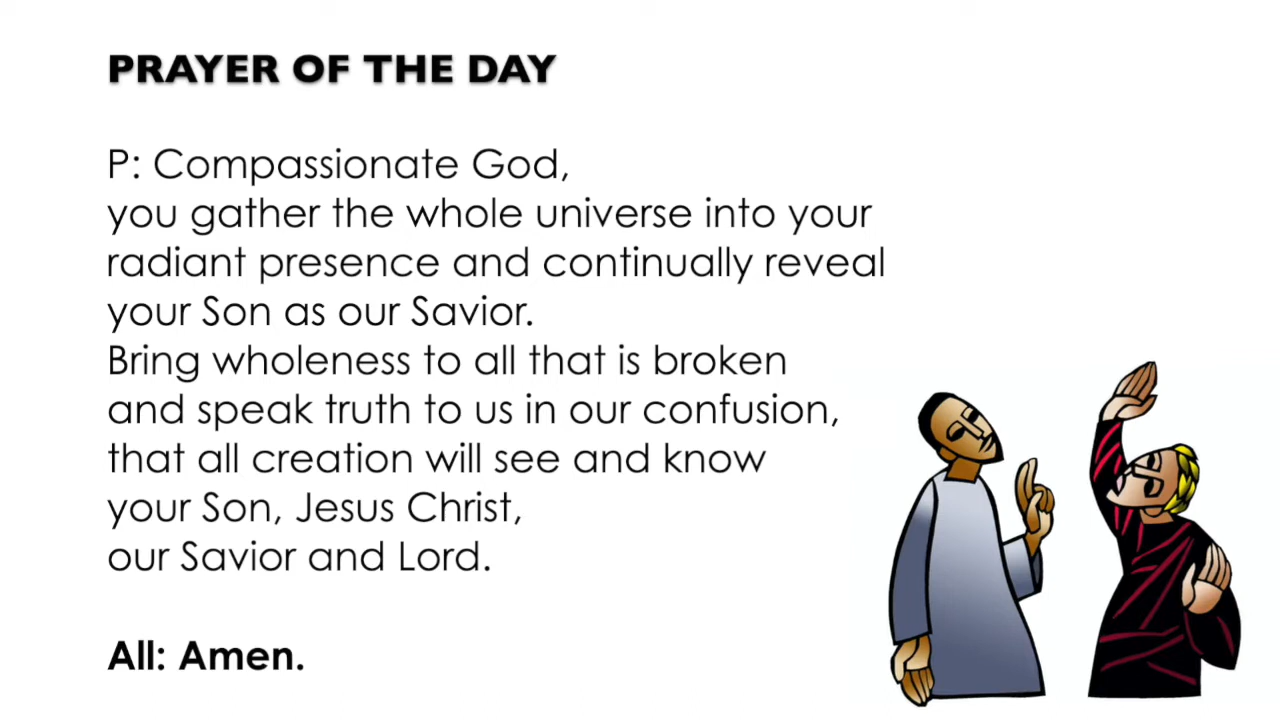 PRAYER OF THE DAY
P: Compassionate God,
you gather the whole universe into your
radiant presence and continually reveal
your Son as our Savior.
Bring wholeness to all that is broken
and speak truth to us in our confusion,
that all creation will see and know
your Son, Jesus Christ,
our Savior and Lord.
All: Amen.